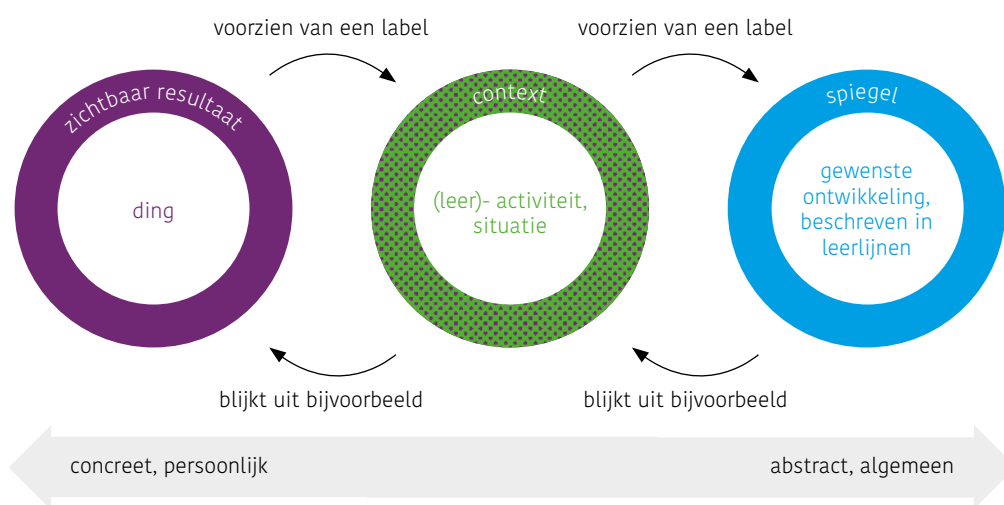 voorzien van een label
voorzien van een label
zichtbaar resultaat
context
spiegel
ding
(leer)- activiteit,
situatie
gewenste
ontwikkeling,
beschreven in
leerlijnen
blijkt uit bijvoorbeeld
blijkt uit bijvoorbeeld
concreet, persoonlijk
abstract, algemeen